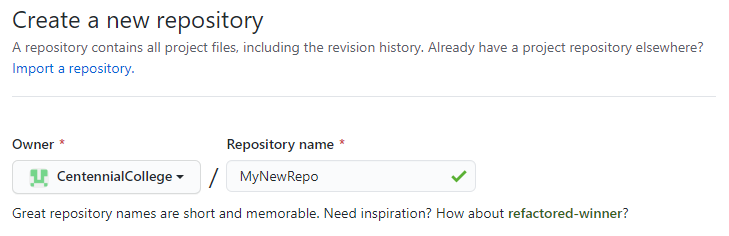 Create a new repository
A repository contains all project files, including the revision history. Already have a project repository elsewhere?
Import a repository.
Owner * Repository name *
CentennialCollege / MyNewRepo
Great repository names are short and memorable. Need inspiration? How about refactored-winner?